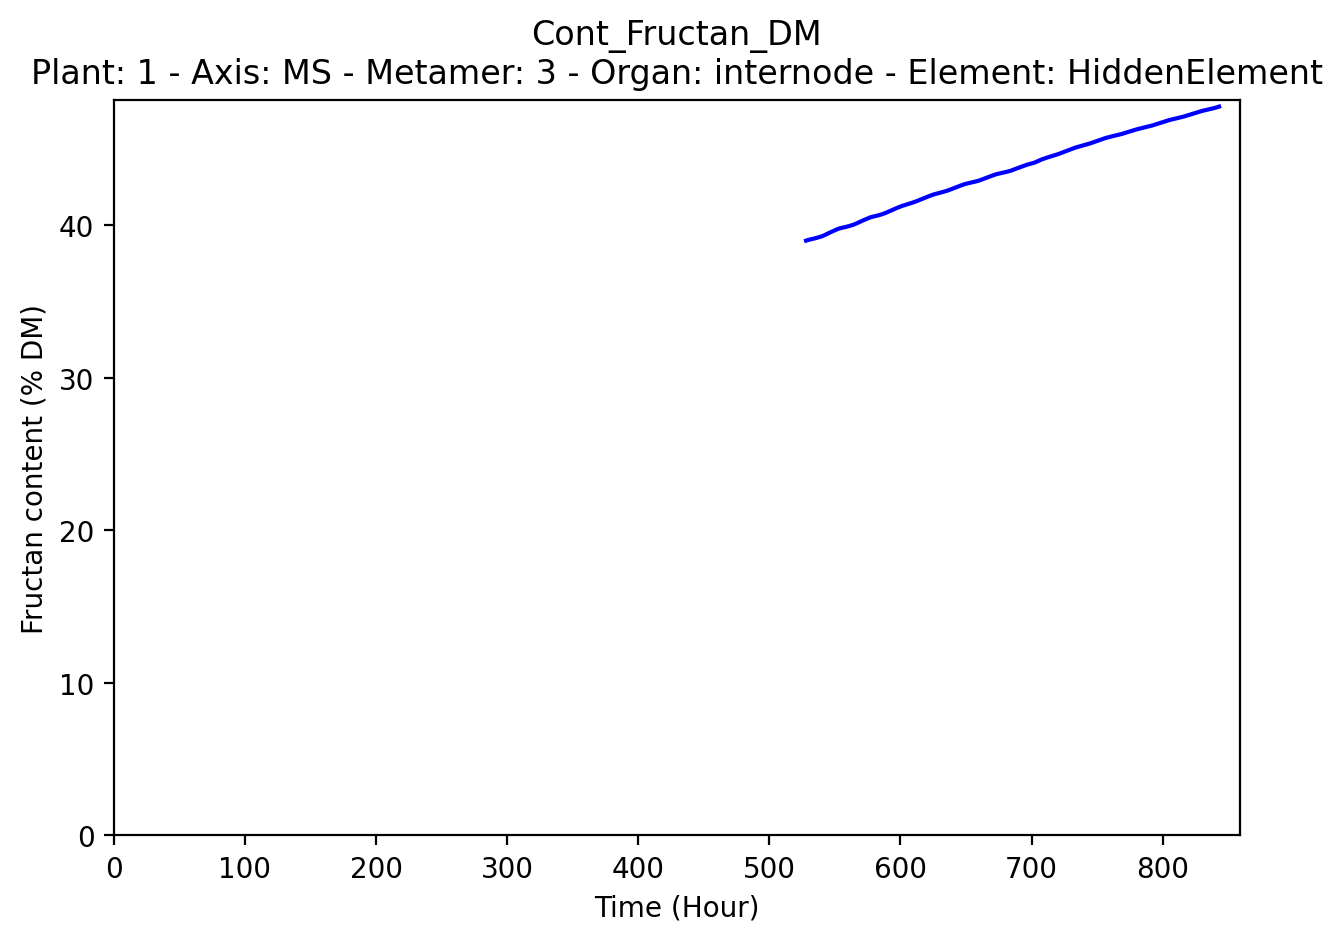 Cont_Fructan_DM
Plant: 1 - Axis: MS - Metamer: 3 - Organ: internode - Element: HiddenElement
Fructan content (% DM)
40
30
20
10
0
0 100 200 300 400 500 600 700 800
Time (Hour)